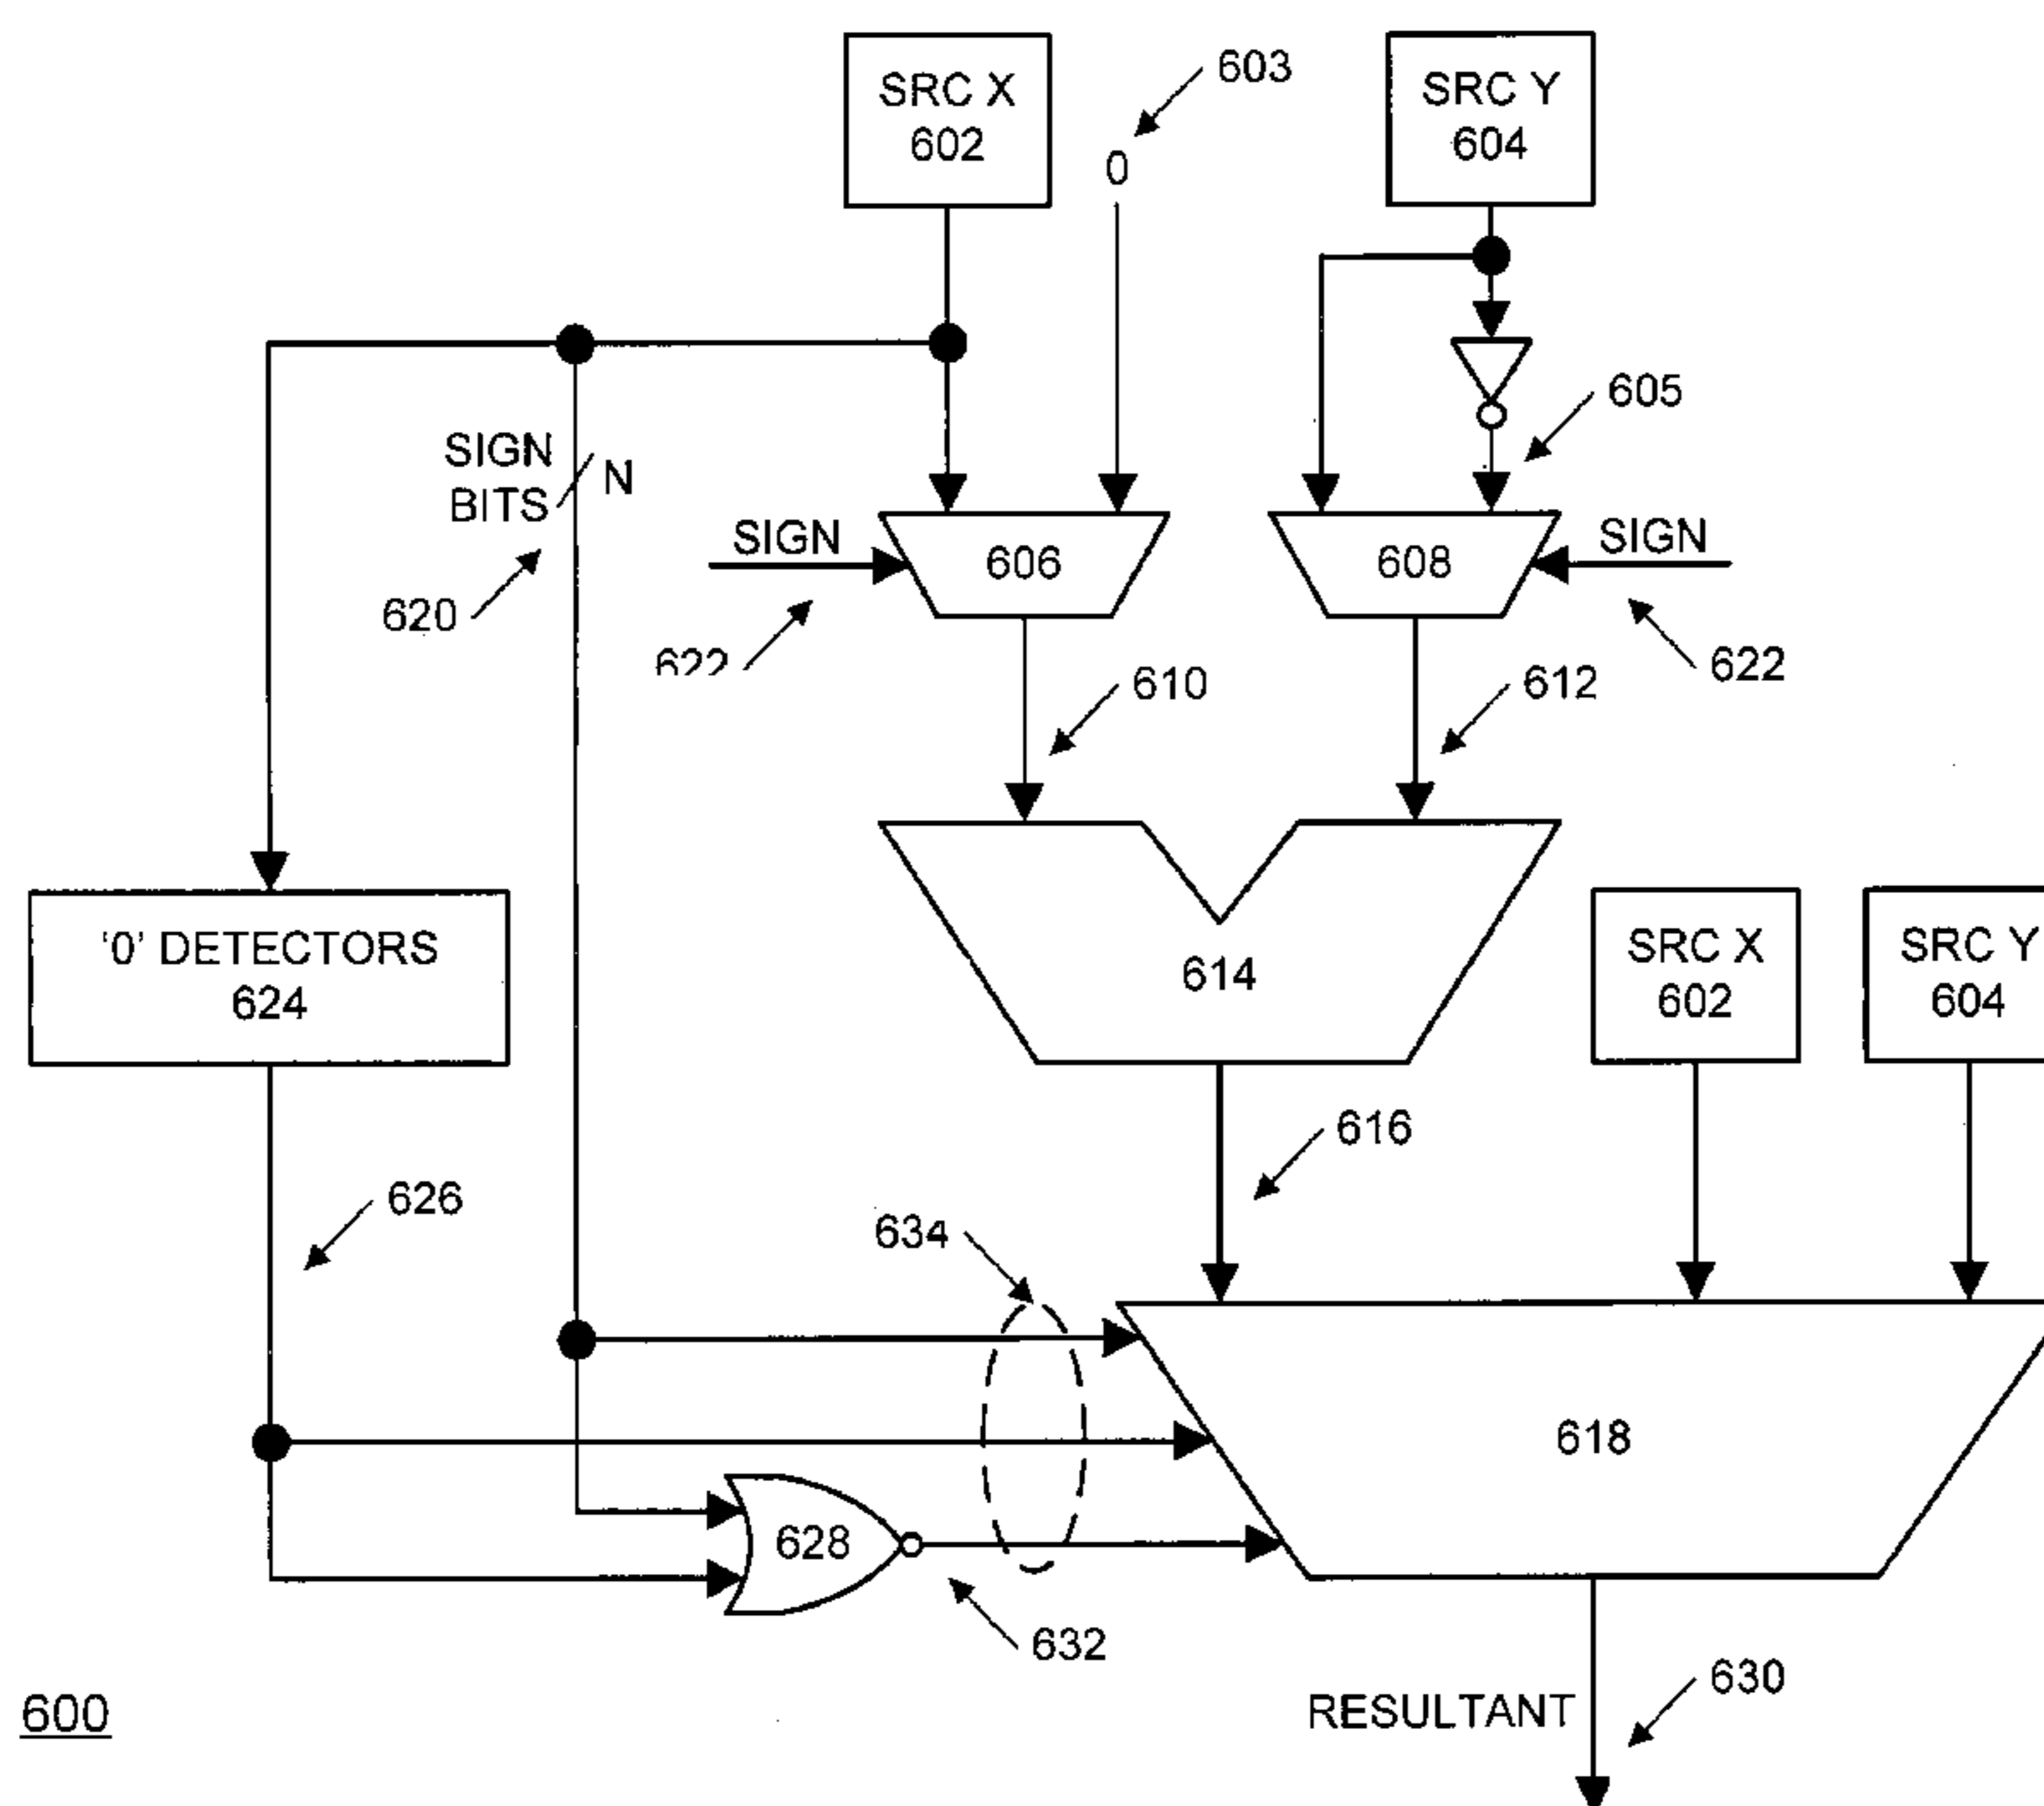 SRC X
602
603
0
SRC Y
604
605
SIGN
BITS
N
620
SIGN
606
608
SIGN
622
622
610
612
'0' DETECTORS
624
614
SRC X
602
SRC Y
604
616
626
634
618
628
632
630
RESULTANT
600